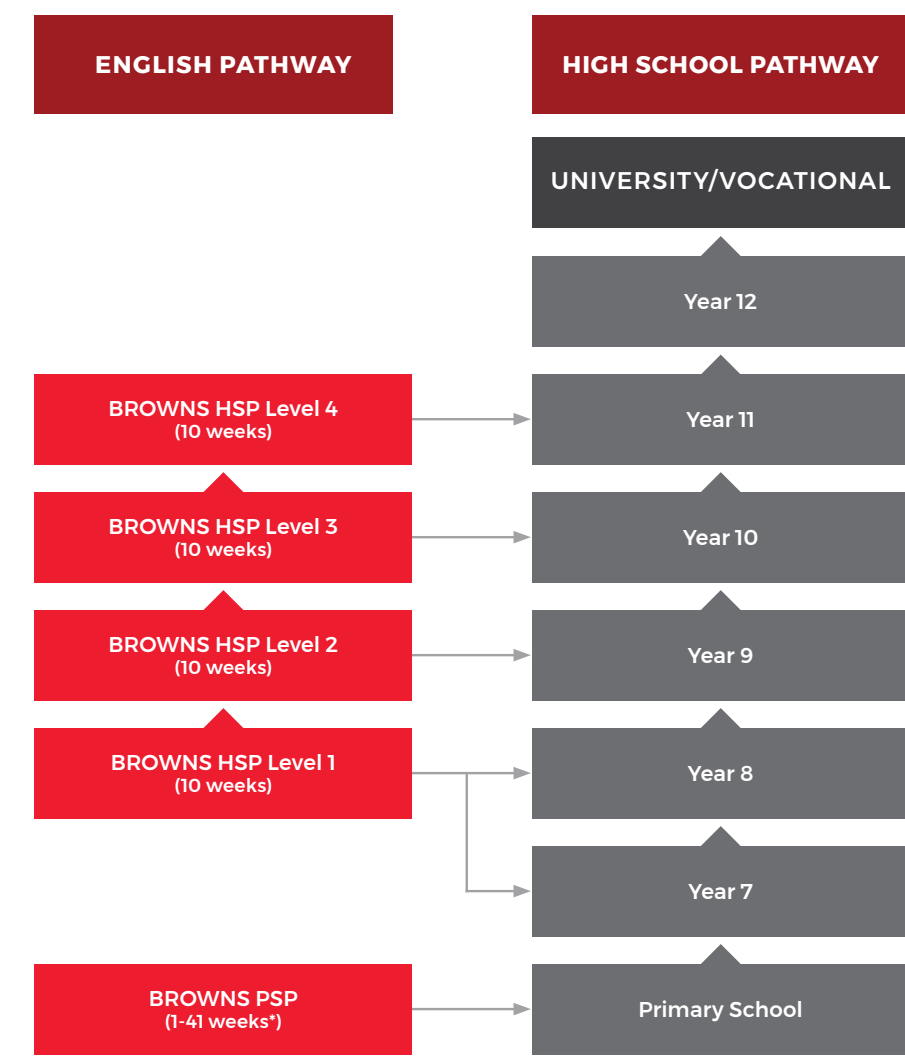 ENGLISH PATHWAY
HIGH SCHOOL PATHWAY
UNIVERSITY/VOCATIONAL
Year 12
BROWNS HSP Level 4
(10 weeks)
Year 11
BROWNS HSP Level 3
(10 weeks)
Year 10
BROWNS HSP Level 2
(10 weeks)
Year 9
BROWNS HSP Level 1
(10 weeks)
Year 8
Year 7
BROWNS PSP
(1-41 weeks*)
Primary School